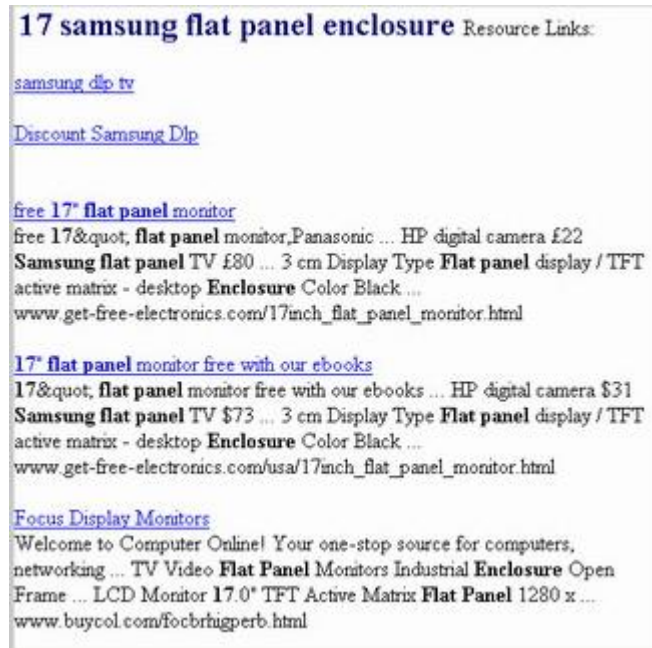 17 samsung flat panel enclosure Resource Links:
samsung dlp tv
Discount Samsung Dlp
free 17" flat panel monitor
free 17&quot; flat panel monitor,Panasonic ... HP digital camera £22
Samsung flat panel TV £80 ... 3 cm Display Type Flat panel display / TFT
active matrix - desktop Enclosure Color Black ...
www.get-free-electronics.com/17inch_flat_panel_monitor.html
17" flat panel monitor free with our ebooks
17&quot; flat panel monitor free with our ebooks ... HP digital camera $31
Samsung flat panel TV $73 ... 3 cm Display Type Flat panel display / TFT
active matrix - desktop Enclosure Color Black ...
www.get-free-electronics.com/usa/17inch_flat_panel_monitor.html
Focus Display Monitors
Welcome to Computer Online! Your one-stop source for computers,
networking ... TV Video Flat Panel Monitors Industrial Enclosure Open
Frame ... LCD Monitor 17.0" TFT Active Matrix Flat Panel 1280 x ...
www.buycol.com/focbrhigperb.html